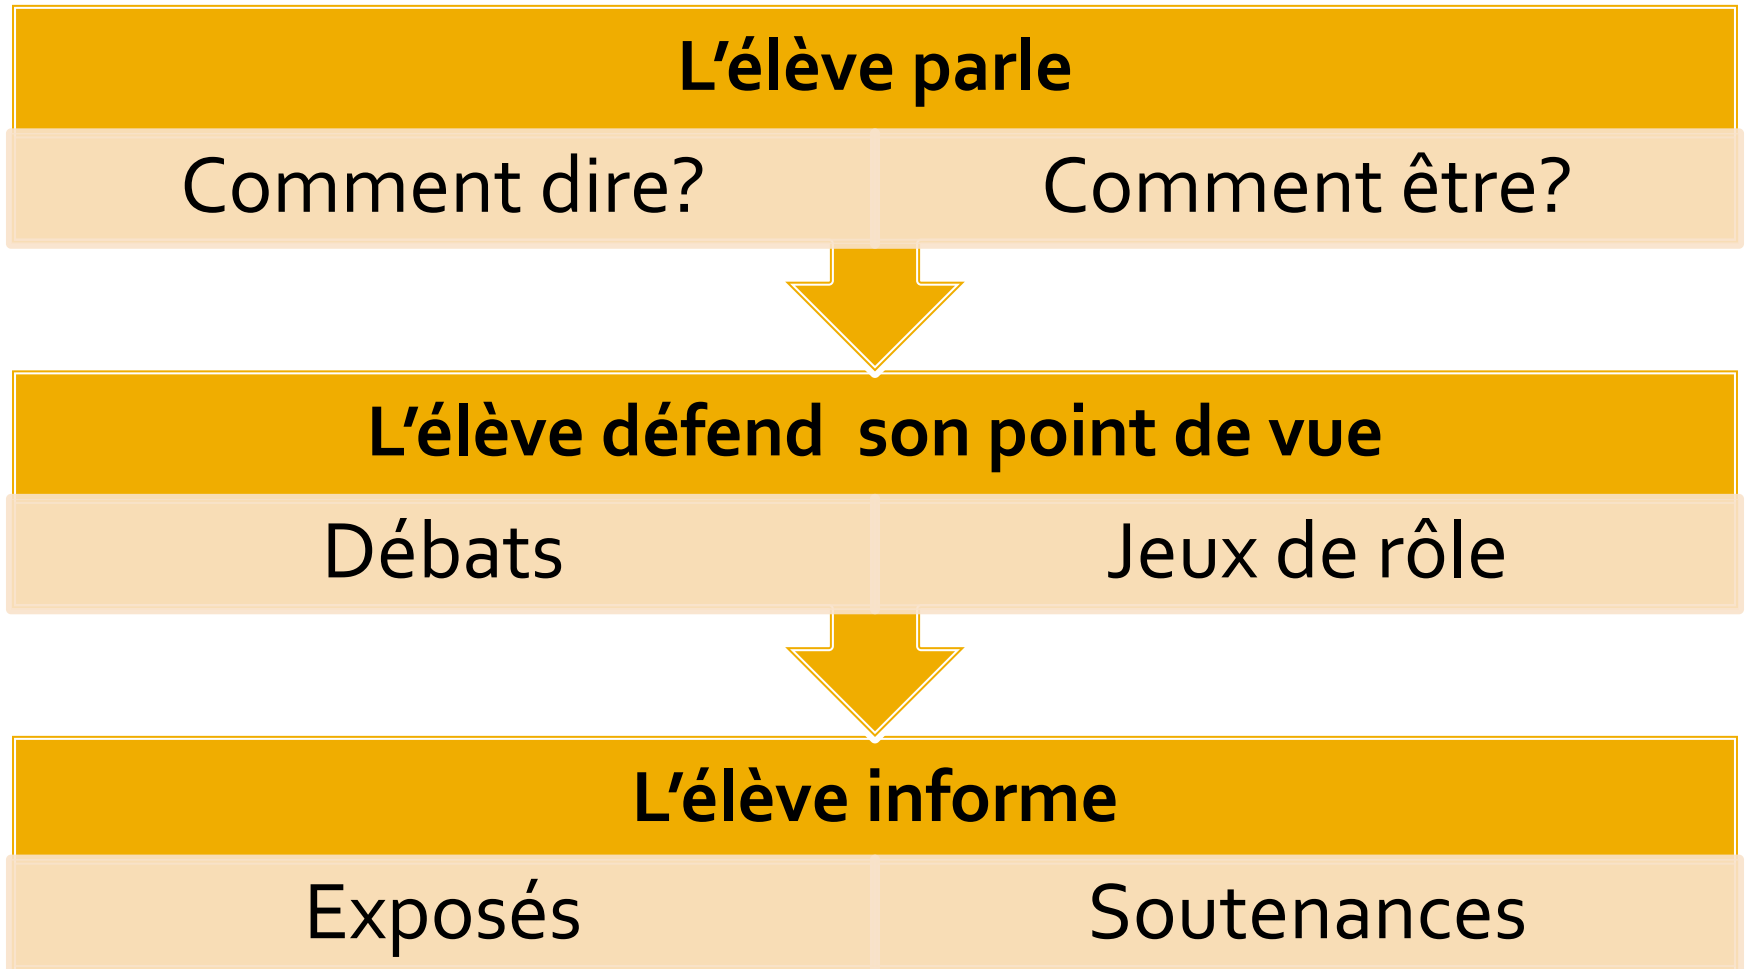 L’élève parle
Comment dire? Comment être?
L’élève défend  son point de vue
Débats Jeux de rôle
L’élève informe
Exposés Soutenances